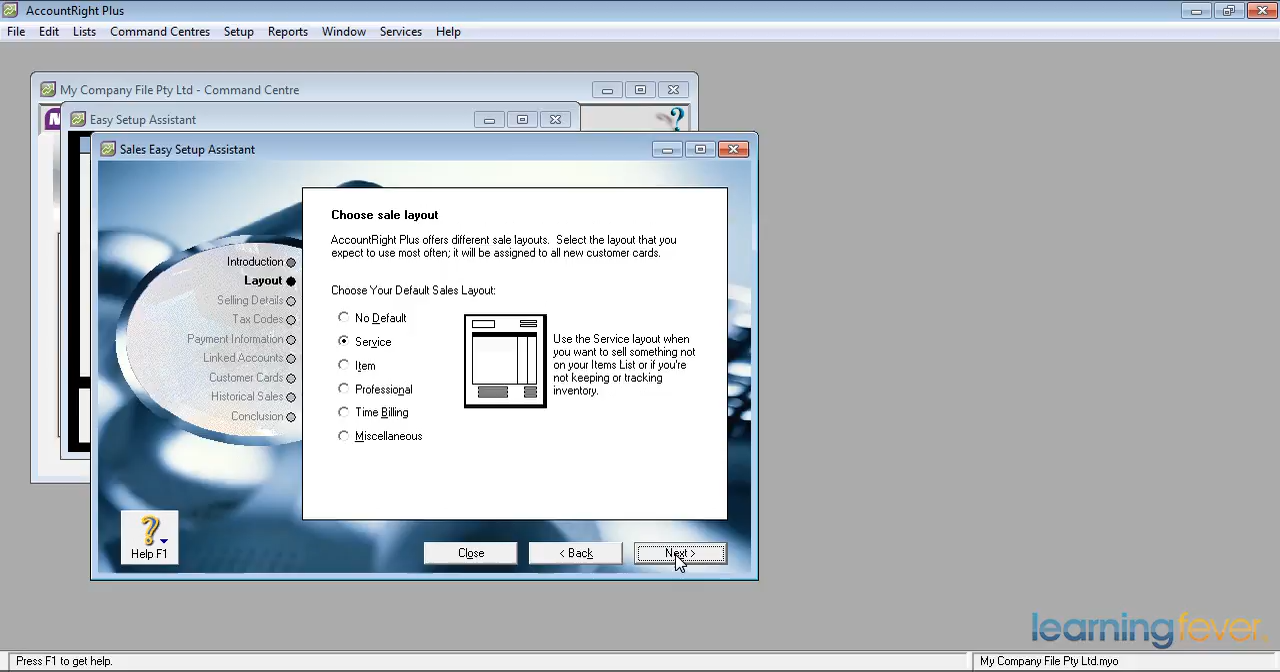 AccountRight Plus
File Edit Lists Command Centres Setup Reports Window Services Help
My Company File Pty Ltd - Command Centre
Easy Setup Assistant
Sales Easy Setup Assistant
Introduction
Layout
Selling Details
Tax Codes
Payment Information
Linked Accounts
Customer Cards
Historical Sales
Conclusion
Choose sale layout
AccountRight Plus offers different sale layouts. Select the layout that you
expect to use most often; it will be assigned to all new customer cards.
Choose Your Default Sales Layout:
No Default
Service
Item
Professional
Time Billing
Miscellaneous
Use the Service layout when
you want to sell something not
on your Items List or if you're
not keeping or tracking
inventory.
Help F1
Close
< Back
Next >
learningfever.
Press F1 to get help.
My Company File Pty Ltd.myo